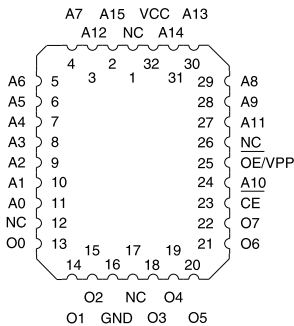 A7 A15 VCC A13
A12 NC A14
4 2 32 30
3 1 31
A6 5 29 A8
A5 6 28 A9
A4 7 27 A11
A3 8 26 NC
A2 9 25 OE/VPP
A1 10 24 A10
A0 11 23 CE
NC 12 22 O7
O0 13 21 O6
15 17 19
14 16 18 20
O2 NC O4
O1 GND O3 O5